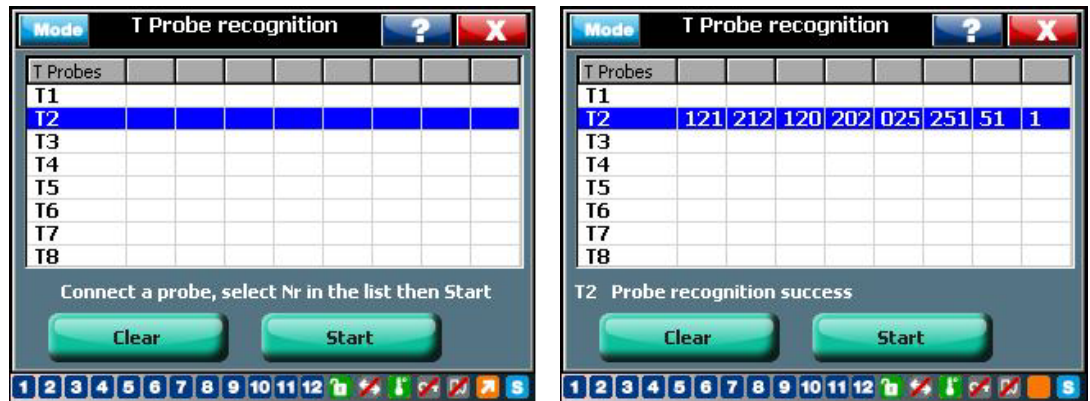 Mode T Probe recognition ? X
T Probes
T1
T2
T3
T4
T5
T6
T7
T8
Connect a probe, select Nr in the list then Start
Clear Start
1 2 3 4 5 6 7 8 9 10 11 12 S
Mode T Probe recognition ? X
T Probes
T1
T2 121 212 120 202 025 251 51 1
T3
T4
T5
T6
T7
T8
T2 Probe recognition success
Clear Start
1 2 3 4 5 6 7 8 9 10 11 12 S